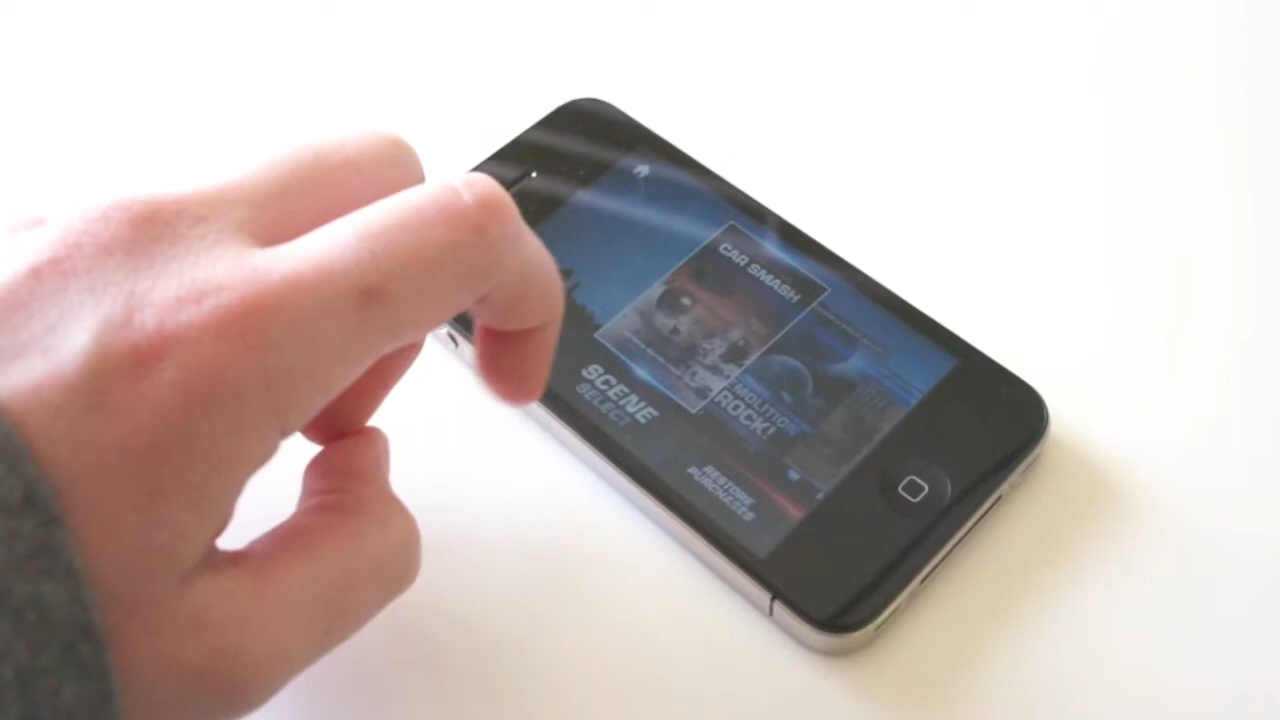 CAR SMASH
SCENE
SELECT
ROCK!
RESTORE
PURCHASES